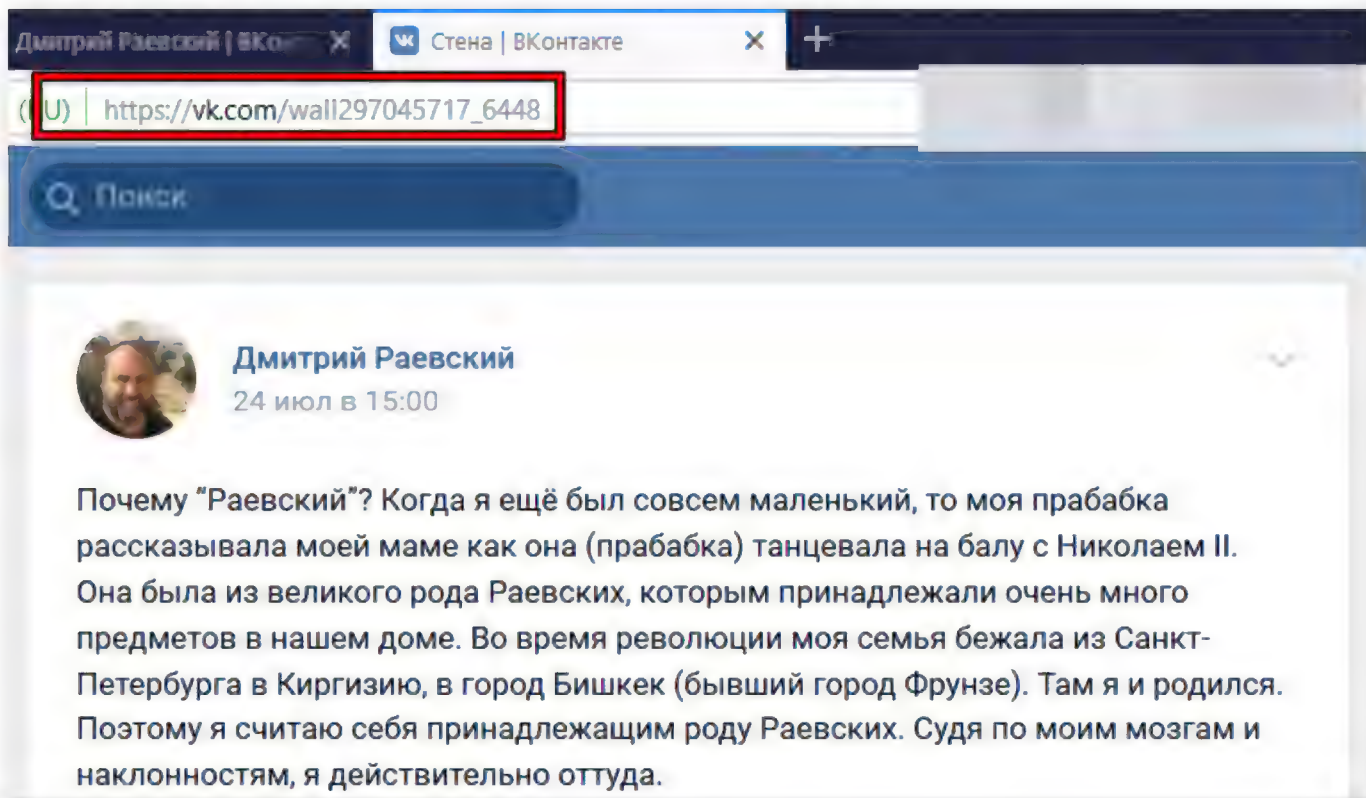 Дмитрий Раевский | ВКо
Стена | ВКонтакте
U) https://vk.com/wall297045717_6448
Поиск
Дмитрий Раевский
24 июл в 15:00
Почему “Раевский”? Когда я ещё был совсем маленький, то моя прабабка
рассказывала моей маме как она (прабабка) танцевала на балу с Николаем II.
Она была из великого рода Раевских, которым принадлежали очень много
предметов в нашем доме. Во время революции моя семья бежала из Санкт-
Петербурга в Киргизию, в город Бишкек (бывший город Фрунзе). Там я и родился.
Поэтому я считаю себя принадлежащим роду Раевских. Судя по моим мозгам и
наклонностям, я действительно оттуда.